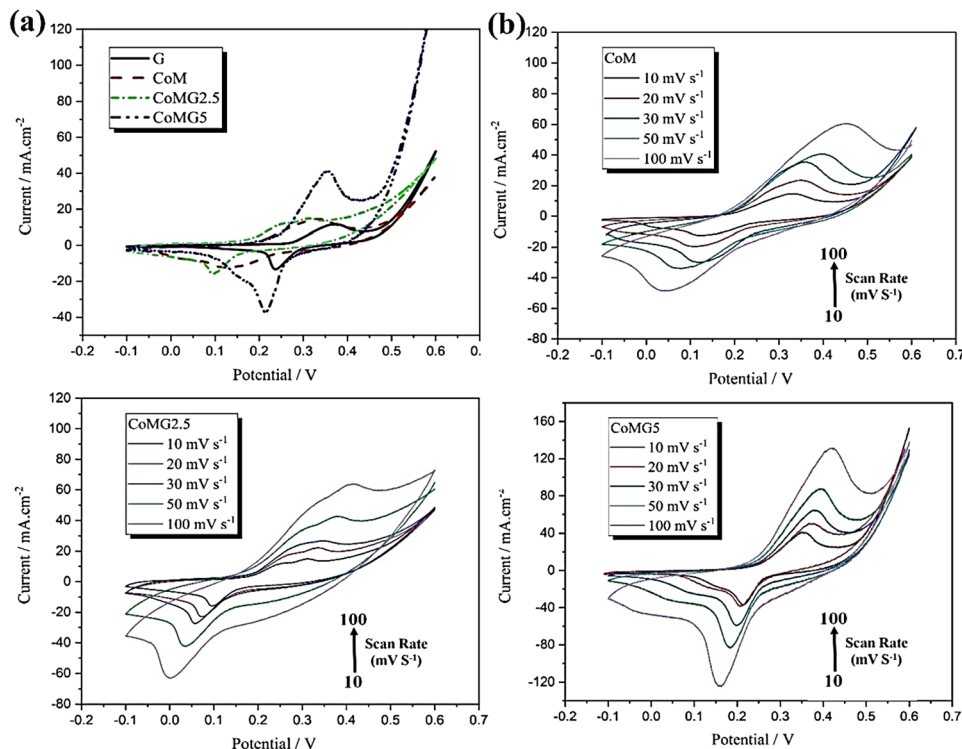 (a)
120
100
80
60
40
20
0
-20
-40
G
CoM
CoMG2.5
CoMG5
Current / mA.cm-2
-0.2 -0.1 0.0 0.1 0.2 0.3 0.4 0.5 0.6 0.
Potential / V
(b)
120
100
80
60
40
20
0
-20
-40
-60
-80
CoM
10 mV s-1
20 mV s-1
30 mV s-1
50 mV s-1
100 mV s-1
100
Scan Rate
(mV S-1)
10
Current / mA.cm-2
-0.2 -0.1 0.0 0.1 0.2 0.3 0.4 0.5 0.6 0.7
Potential / V
120
100
80
60
40
20
0
-20
-40
-60
-80
-100
CoMG2.5
10 mV s-1
20 mV s-1
30 mV s-1
50 mV s-1
100 mV s-1
100
Scan Rate
(mV S-1)
10
Current / mA.cm-2
-0.2 -0.1 0.0 0.1 0.2 0.3 0.4 0.5 0.6 0.7
Potential / V
160
120
80
40
0
-40
-80
-120
CoMG5
10 mV s-1
20 mV s-1
30 mV s-1
50 mV s-1
100 mV s-1
100
Scan Rate
(mV S-1)
10
Current / mA.cm-2
-0.2 -0.1 0.0 0.1 0.2 0.3 0.4 0.5 0.6 0.7
Potential / V